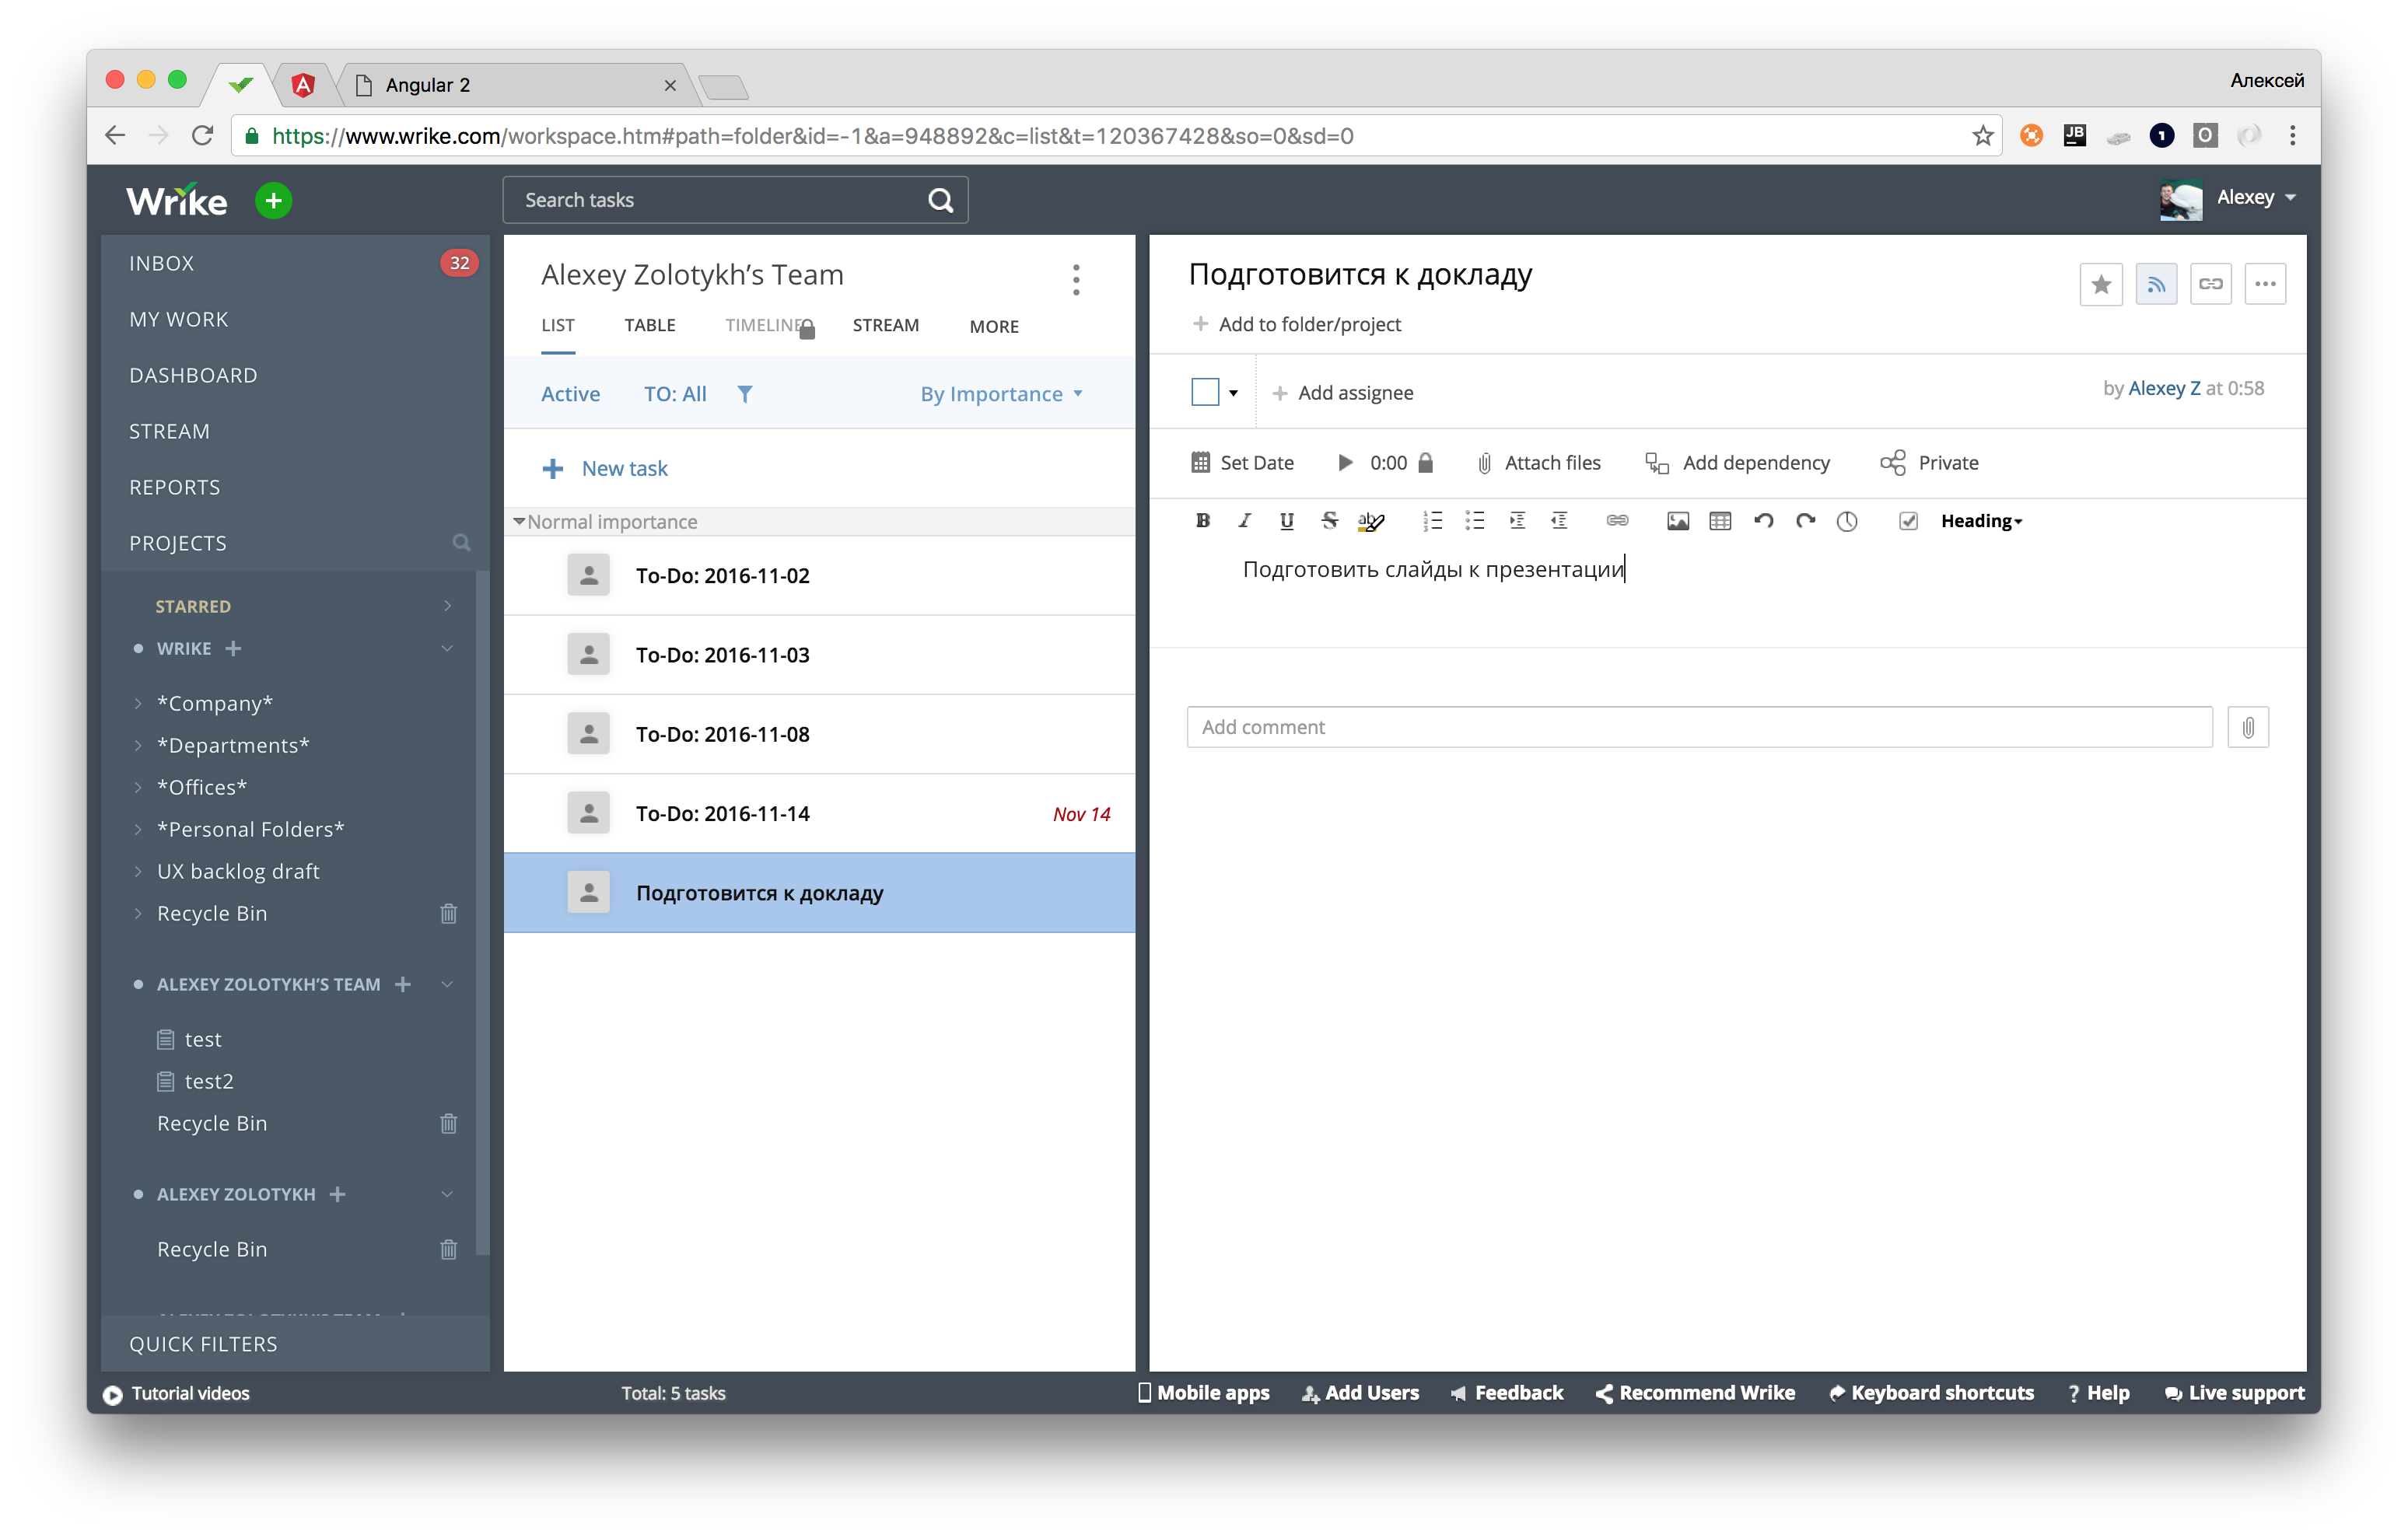 Angular 2
Алексей
https://www.wrike.com/workspace.htm#path=folder&id=-1&a=948892&c=list&t=120367428&so=0&sd=0
JB
1
O
Wrike
Search tasks
Alexey
INBOX 32
MY WORK
DASHBOARD
STREAM
REPORTS
PROJECTS
STARRED
WRIKE
*Company*
*Departments*
*Offices*
*Personal Folders*
UX backlog draft
Recycle Bin
ALEXEY ZOLOTYKH'S TEAM
test
test2
Recycle Bin
ALEXEY ZOLOTYKH
Recycle Bin
QUICK FILTERS
Alexey Zolotykh’s Team
LIST TABLE TIMELINE STREAM MORE
Active TO: All By Importance
New task
Normal importance
To-Do: 2016-11-02
To-Do: 2016-11-03
To-Do: 2016-11-08
To-Do: 2016-11-14 Nov 14
Подготовится к докладу
Подготовится к докладу
Add to folder/project
Add assignee by Alexey Z at 0:58
Set Date 0:00 Attach files Add dependency Private
B I U S ab Heading
Подготовить слайды к презентации
Add comment
Tutorial videos Total: 5 tasks Mobile apps Add Users Feedback Recommend Wrike Keyboard shortcuts ? Help Live support